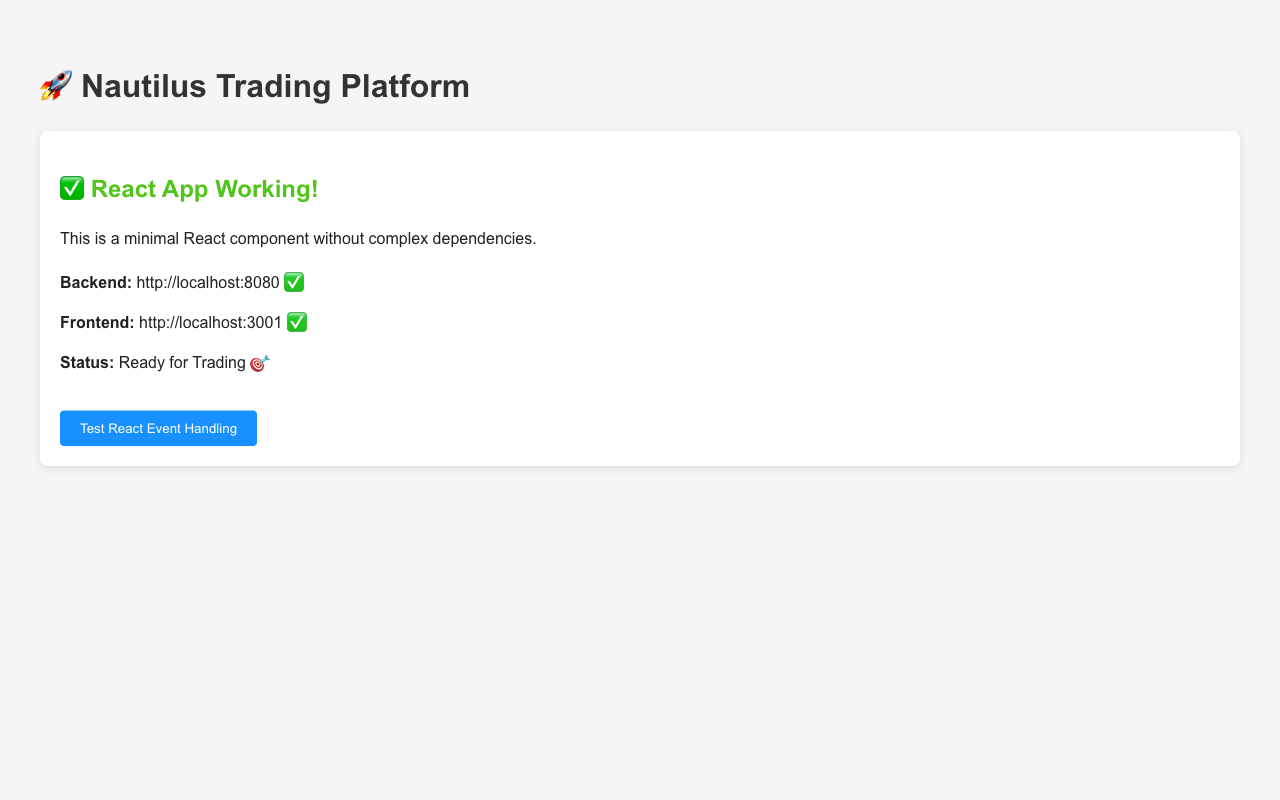 🚀 Nautilus Trading Platform
✅ React App Working!
This is a minimal React component without complex dependencies.
Backend: http://localhost:8080 ✅
Frontend: http://localhost:3001 ✅
Status: Ready for Trading 🎯
Test React Event Handling